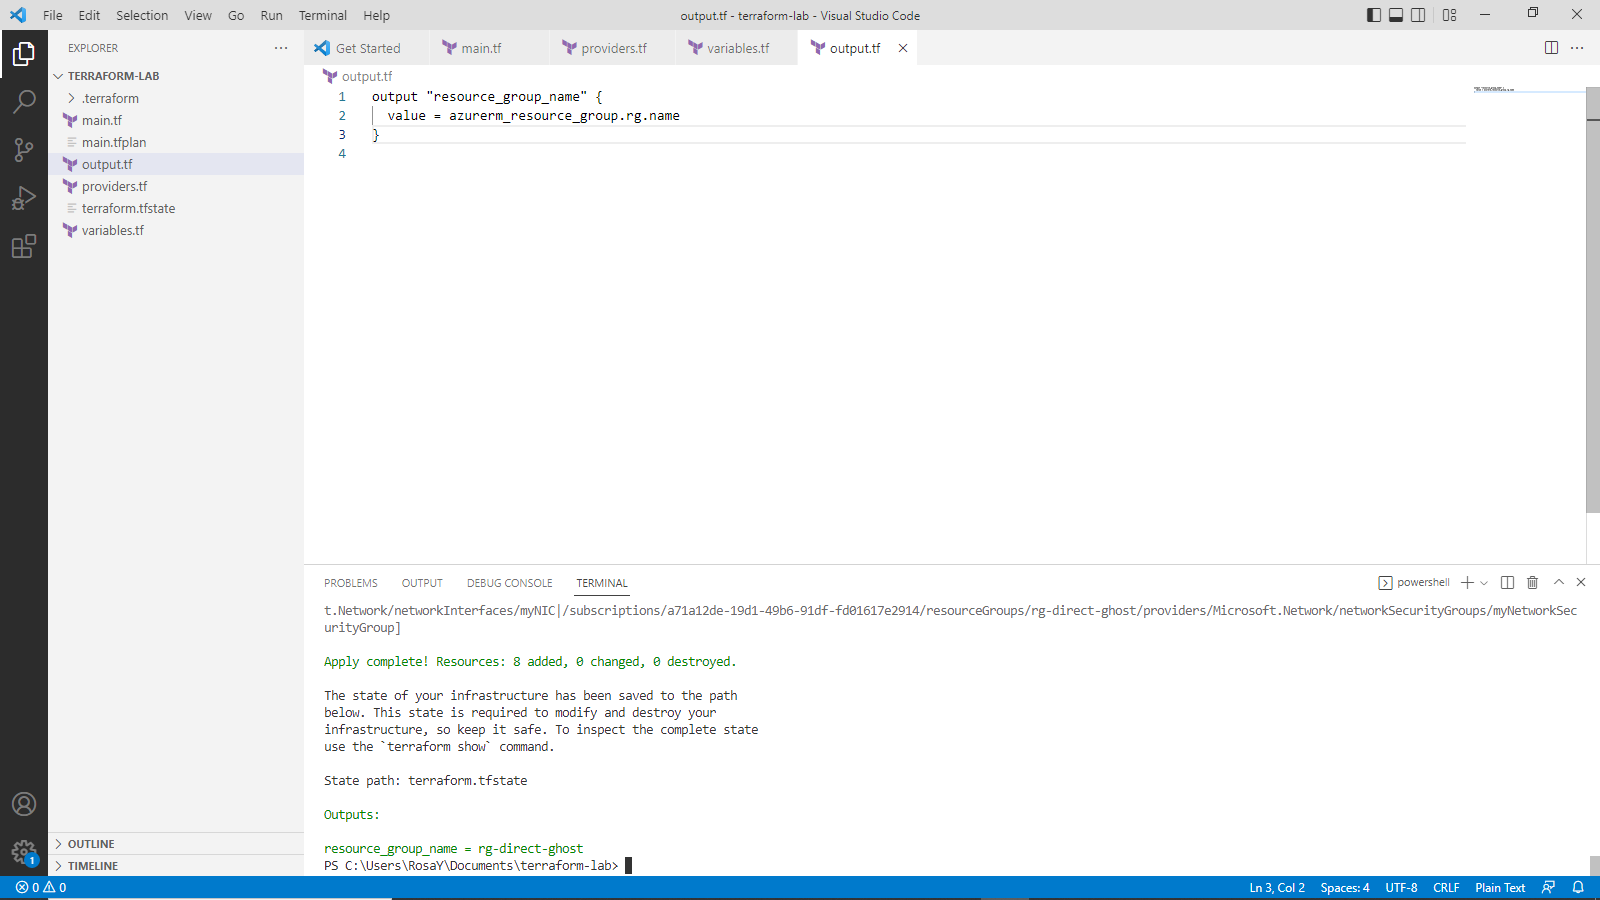 File Edit Selection View Go Run Terminal Help
output.tf - terraform-lab - Visual Studio Code
EXPLORER
TERRAFORM-LAB
.terraform
main.tf
main.tfplan
output.tf
providers.tf
terraform.tfstate
variables.tf
OUTLINE
TIMELINE
1
Get Started main.tf providers.tf variables.tf output.tf
output.tf
1 output "resource_group_name" {
2 value = azurerm_resource_group.rg.name
3 }
4
PROBLEMS OUTPUT DEBUG CONSOLE TERMINAL
powershell
t.Network/networkInterfaces/myNIC|/subscriptions/a71a12de-19d1-49b6-91df-fd01617e2914/resourceGroups/rg-direct-ghost/providers/Microsoft.Network/networkSecurityGroups/myNetworkSec
urityGroup]
Apply complete! Resources: 8 added, 0 changed, 0 destroyed.
The state of your infrastructure has been saved to the path
below. This state is required to modify and destroy your
infrastructure, so keep it safe. To inspect the complete state
use the `terraform show` command.
State path: terraform.tfstate
Outputs:
resource_group_name = rg-direct-ghost
PS C:\Users\RosaY\Documents\terraform-lab>
0 0
Ln 3, Col 2 Spaces: 4 UTF-8 CRLF Plain Text